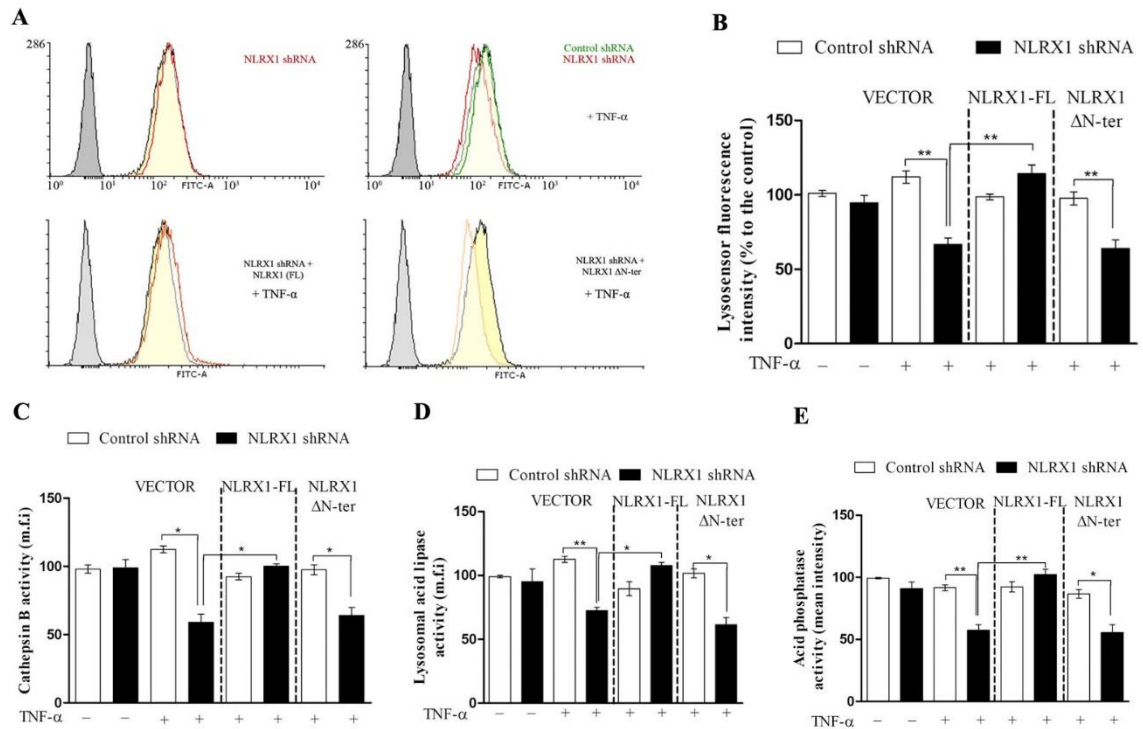 A
286
NLRX1 shRNA
10⁰ 10² 10³ 10⁴
FITC-A
286
Control shRNA
NLRX1 shRNA
+ TNF-α
10⁰ 10² 10³ 10⁴
FITC-A
NLRX1 shRNA +
NLRX1 (FL)
+ TNF-α
FITC-A
NLRX1 shRNA +
NLRX1 ΔN-ter
+ TNF-α
FITC-A
B
Control shRNA NLRX1 shRNA
VECTOR NLRX1-FL NLRX1
ΔN-ter
Lysosensor fluorescence
intensity (% to the control)
150
100
50
0
** ** **
TNF-α – – + + + + + +
C
Control shRNA NLRX1 shRNA
VECTOR NLRX1-FL NLRX1
ΔN-ter
Cathepsin B activity (m.f.i)
150
100
50
0
* * *
TNF-α – – + + + + + +
D
Control shRNA NLRX1 shRNA
VECTOR NLRX1-FL NLRX1
ΔN-ter
Lysosomal acid lipase
activity (m.f.i)
150
100
50
0
** * *
TNF-α – – + + + + + +
E
Control shRNA NLRX1 shRNA
VECTOR NLRX1-FL NLRX1
ΔN-ter
Acid phosphatase
activity (mean intensity)
150
100
50
0
** ** *
TNF-α – – + + + + + +